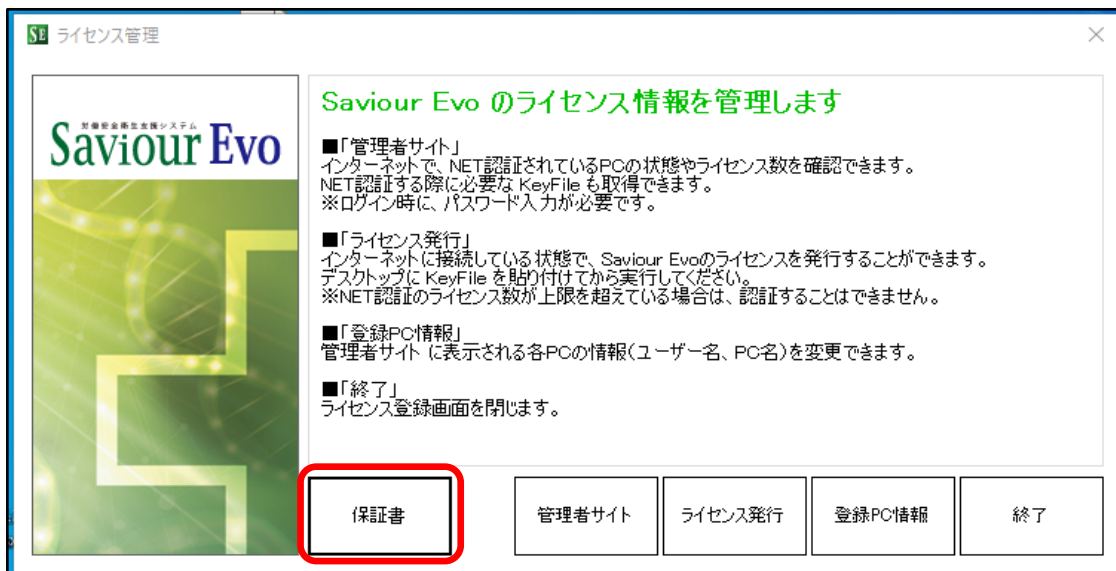 SE ライセンス管理
労働安全衛生支援システム
Saviour Evo
Saviour Evo のライセンス情報を管理します
■「管理者サイト」
インターネットで、NET認証されているPCの状態やライセンス数を確認できます。
NET認証する際に必要な KeyFile も取得できます。
※ログイン時に、パスワード入力が必要です。
■「ライセンス発行」
インターネットに接続している状態で、Saviour Evoのライセンスを発行することができます。
デスクトップに KeyFile を貼り付けてから実行してください。
※NET認証のライセンス数が上限を超えている場合は、認証することはできません。
■「登録PC情報」
管理者サイト に表示される各PCの情報(ユーザー名、PC名)を変更できます。
■「終了」
ライセンス登録画面を閉じます。
保証書
管理者サイト
ライセンス発行
登録PC情報
終了